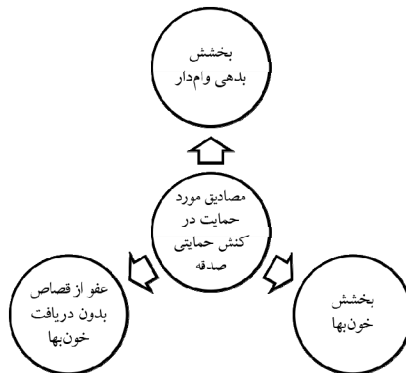 بخشش
بدهی وام‌دار
مصادیق مورد
حمایت در
کنش حمایتی
صدقه
بخشش
خون‌بها
عفو از قصاص
بدون دریافت
خون‌بها